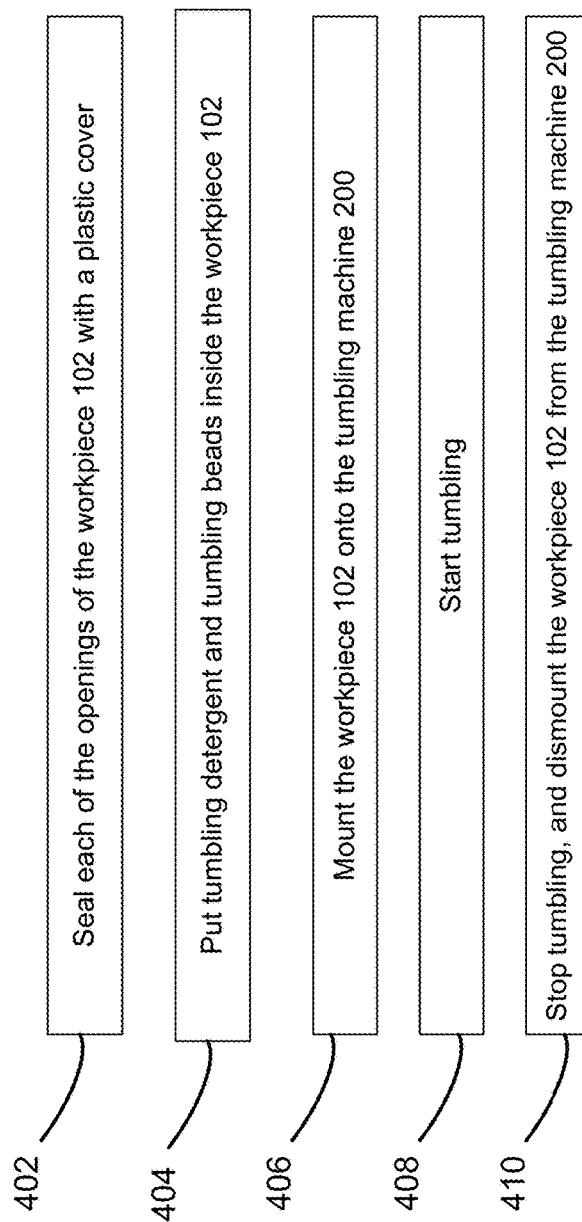 402
Seal each of the openings of the workpiece 102 with a plastic cover
404
Put tumbling detergent and tumbling beads inside the workpiece 102
406
Mount the workpiece 102 onto the tumbling machine 200
408
Start tumbling
410
Stop tumbling, and dismount the workpiece 102 from the tumbling machine 200